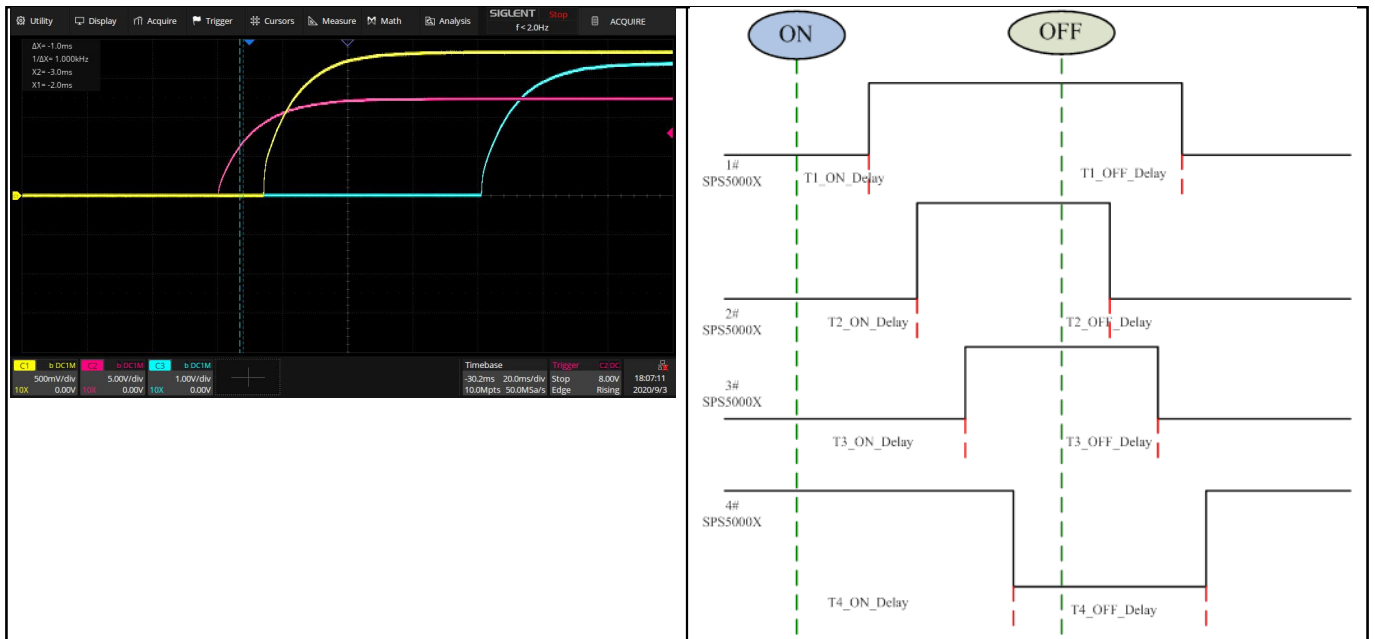 Utility Display Acquire Trigger Cursors Measure Math Analysis SIGLENT Stop ACQUIRE
f < 2.0Hz
ΔX= -1.0ms
1/ΔX= 1.000kHz
X2= -3.0ms
X1= -2.0ms
C1 b DC1M C2 b DC1M C3 b DC1M Timebase Trigger C2 DC
500mV/div 5.00V/div 1.00V/div -30.2ms 20.0ms/div Stop 8.00V 18:07:11
10X 0.00V 10X 0.00V 10X 0.00V 10.0Mpts 50.0MSa/s Edge Rising 2020/9/3
ON OFF
1#
SPS5000X
T1_ON_Delay T1_OFF_Delay
2#
SPS5000X
T2_ON_Delay T2_OFF_Delay
3#
SPS5000X
T3_ON_Delay T3_OFF_Delay
4#
SPS5000X
T4_ON_Delay T4_OFF_Delay